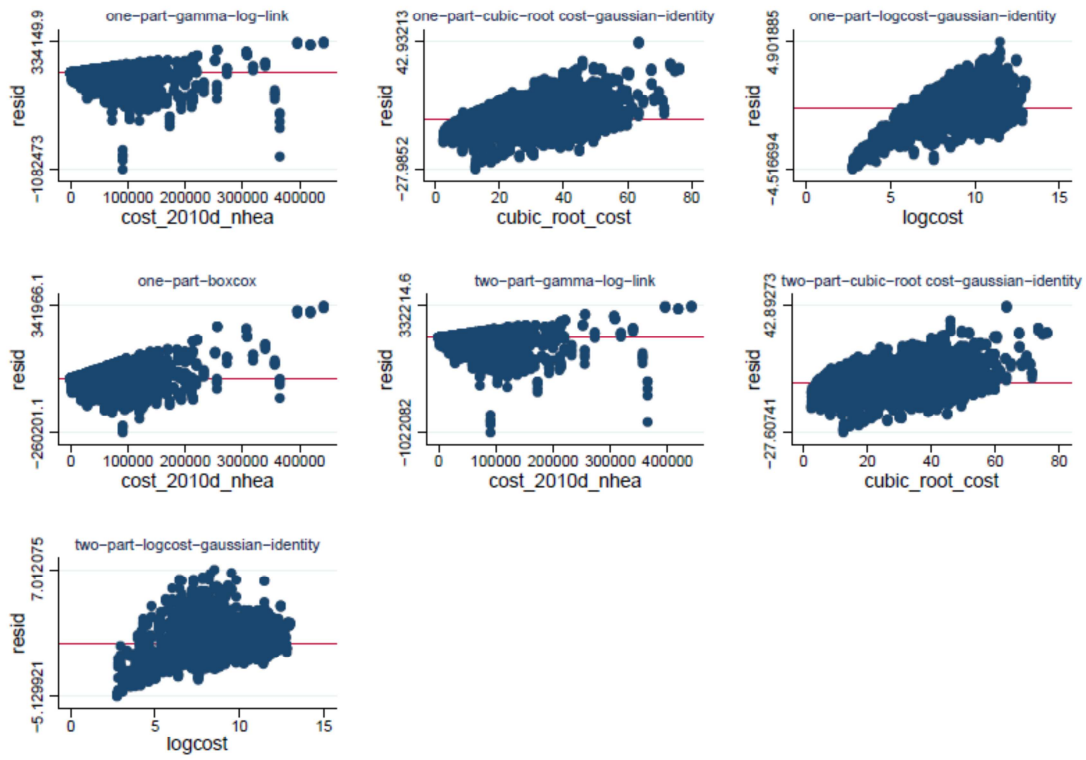 one-part-gamma-log-link
334149.9
resid
-1082473
0 100000 200000 300000 400000
cost_2010d_nhea
one-part-cubic-root cost-gaussian-identity
42.93213
resid
-27.9852
0 20 40 60 80
cubic_root_cost
one-part-logcost-gaussian-identity
4.901885
resid
-4.516694
0 5 10 15
logcost
one-part-boxcox
341966.1
resid
-260201.1
0 100000 200000 300000 400000
cost_2010d_nhea
two-part-gamma-log-link
332214.6
resid
-1022082
0 100000 200000 300000 400000
cost_2010d_nhea
two-part-cubic-root cost-gaussian-identity
42.89273
resid
-27.60741
0 20 40 60 80
cubic_root_cost
two-part-logcost-gaussian-identity
7.012075
resid
-5.129921
0 5 10 15
logcost